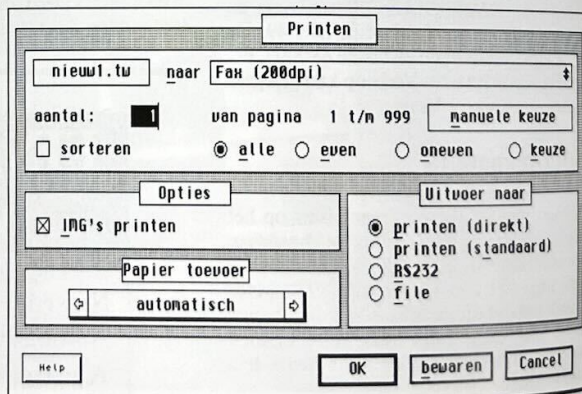 Printen
nieuw1.tw naar Fax (200dpi)
aantal: 1 van pagina 1 t/m 999 manuele keuze
sorteren alle even oneven keuze
Opties
IMG's printen
Papier toevoer
automatisch
Uitvoer naar
printen (direkt)
printen (standaard)
RS232
file
Help OK bewaren Cancel